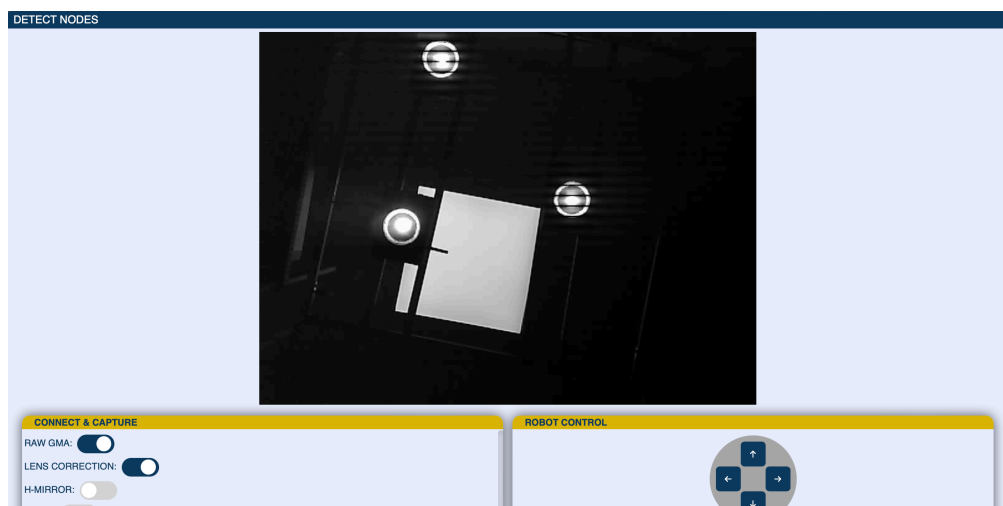 DETECT NODES
CONNECT & CAPTURE
RAW GMA:
LENS CORRECTION:
H-MIRROR:
ROBOT CONTROL